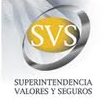 SVS
SUPERINTENDENCIA
VALORES Y SEGUROS